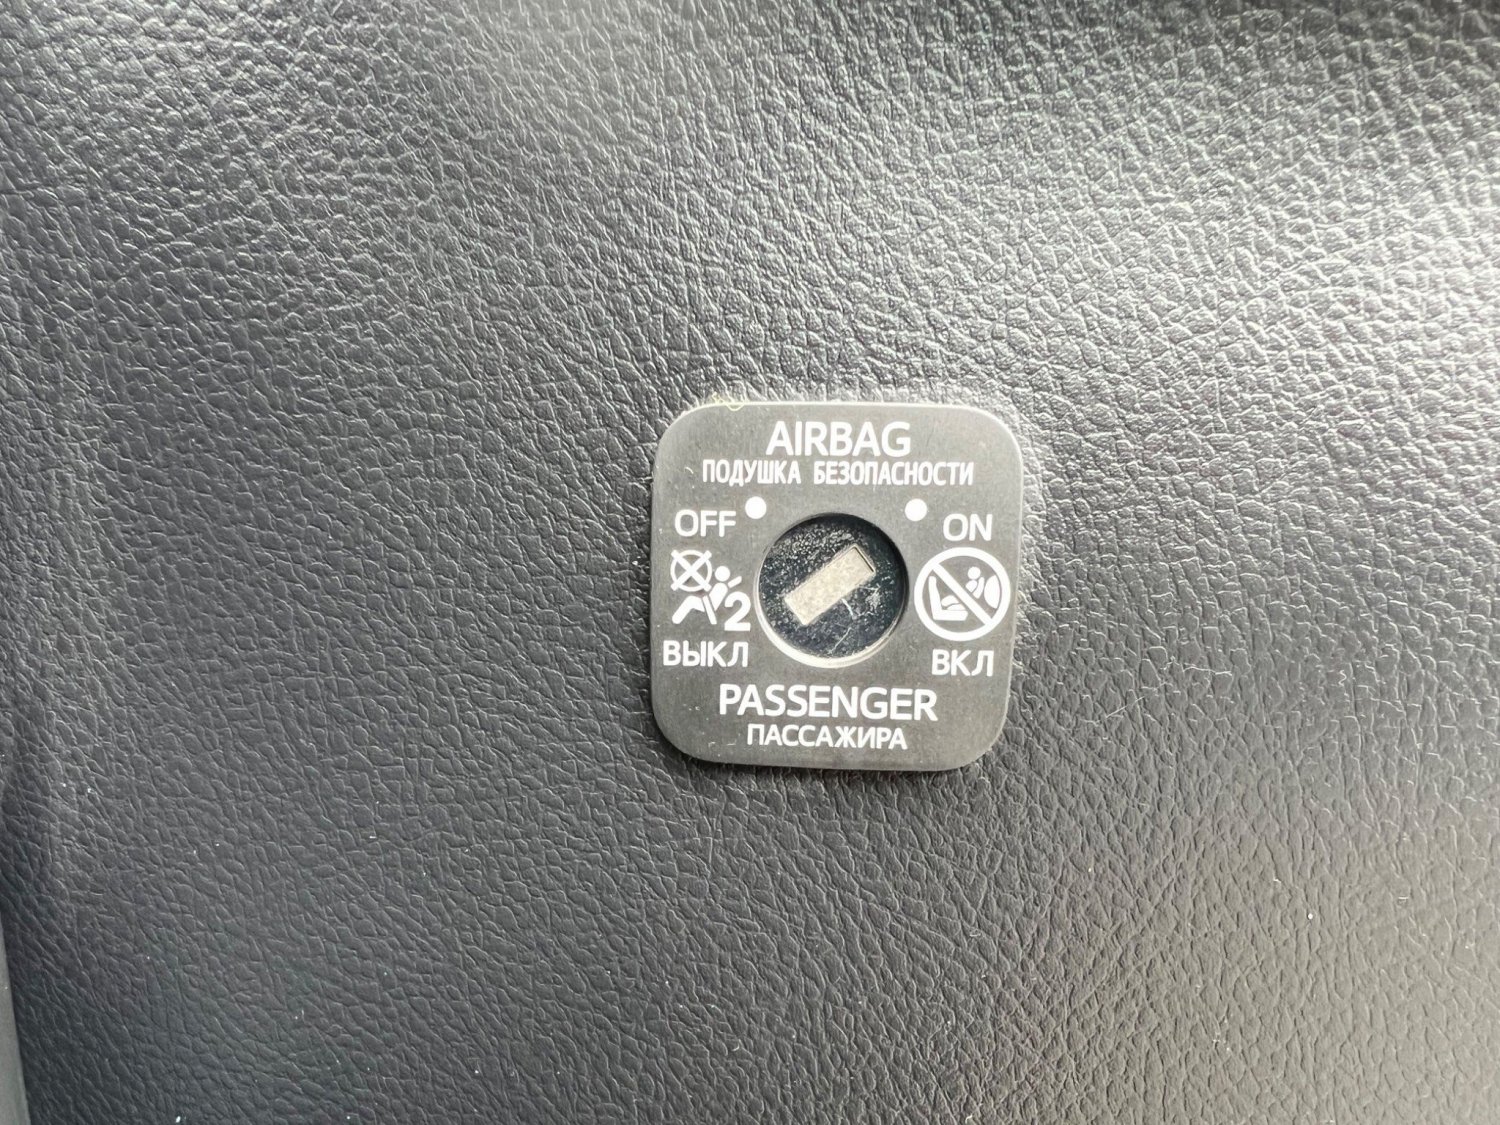 AIRBAG
ПОДУШКА БЕЗОПАСНОСТИ
OFF ON
2
ВЫКЛ ВКЛ
PASSENGER
ПАССАЖИРА